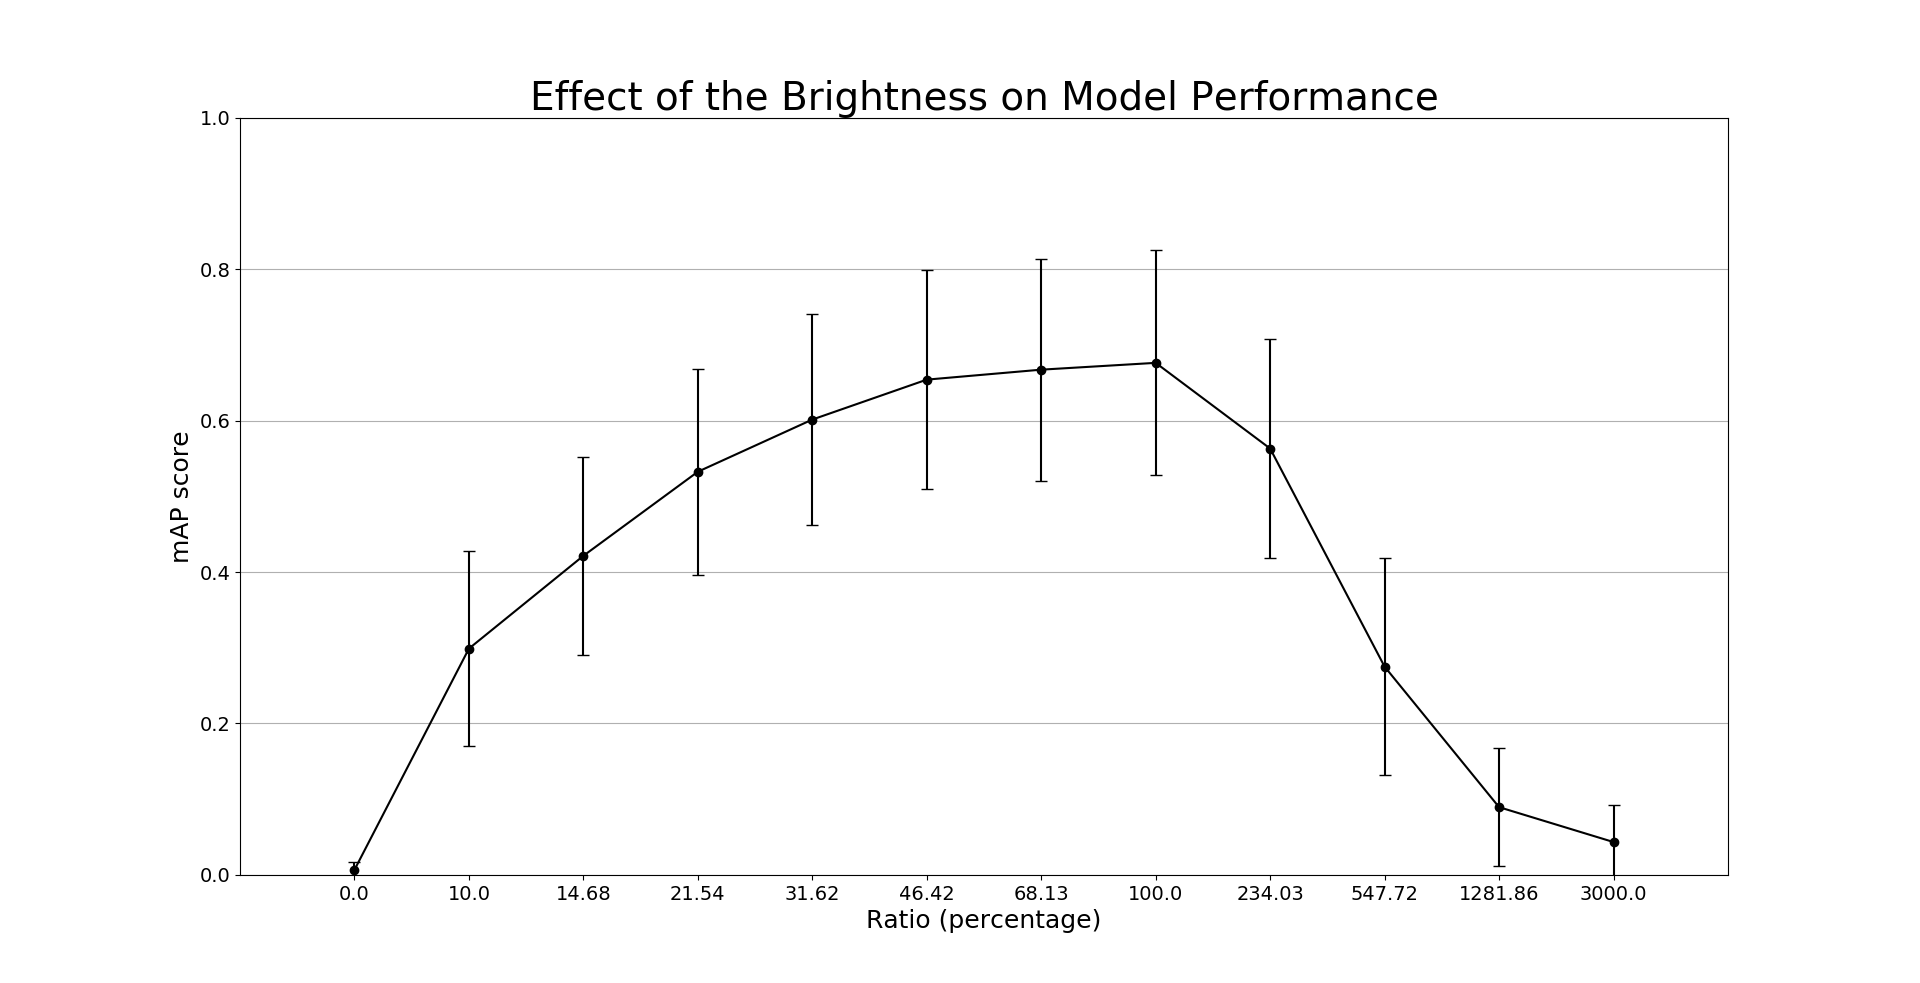 Effect of the Brightness on Model Performance
1.0
0.8
0.6
0.4
0.2
0.0
mAP score
0.0 10.0 14.68 21.54 31.62 46.42 68.13 100.0 234.03 547.72 1281.86 3000.0
Ratio (percentage)